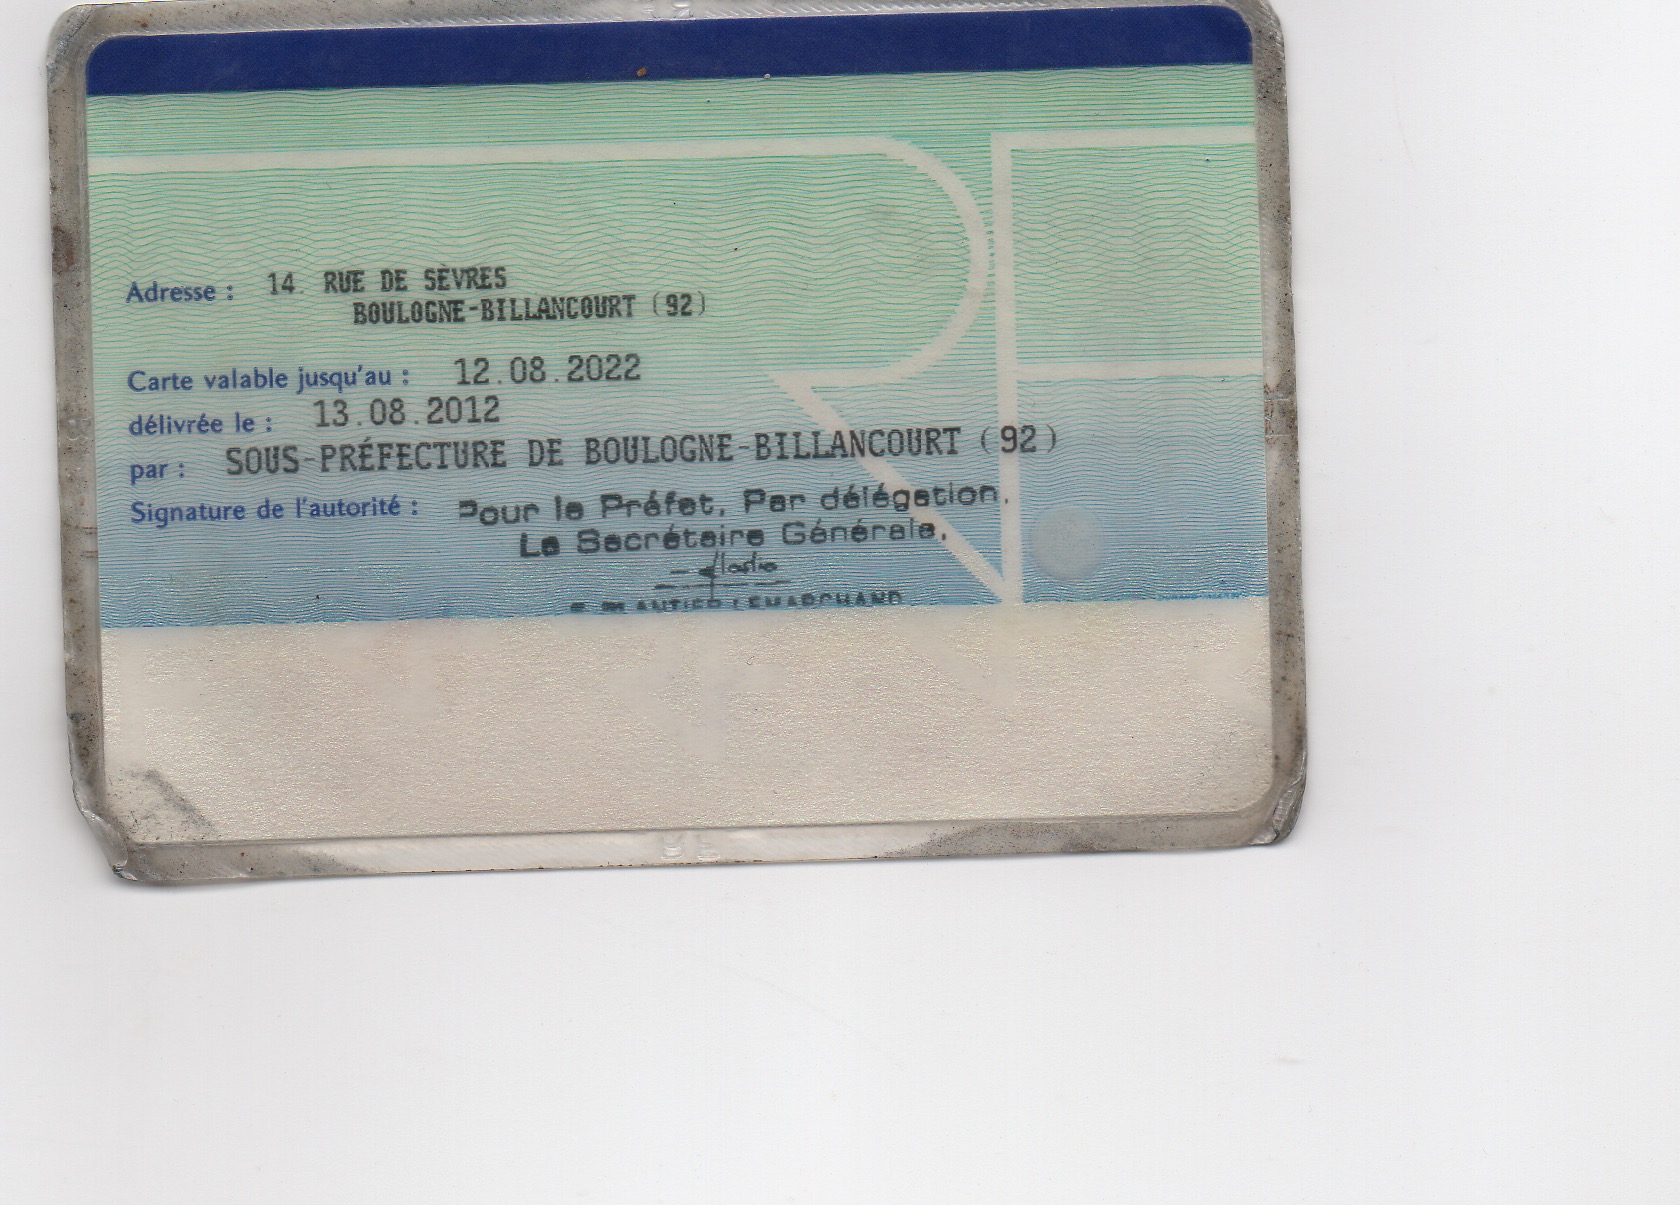 Adresse : 14. RUE DE SÈVRES
BOULOGNE-BILLANCOURT (92)
Carte valable jusqu'au : 12.08.2022
délivrée le : 13.08.2012
par : SOUS-PRÉFECTURE DE BOULOGNE-BILLANCOURT (92)
Signature de l'autorité : Pour le Préfet, Par délégation,
La Secrétaire Générale,
LEMARCHAND
RF